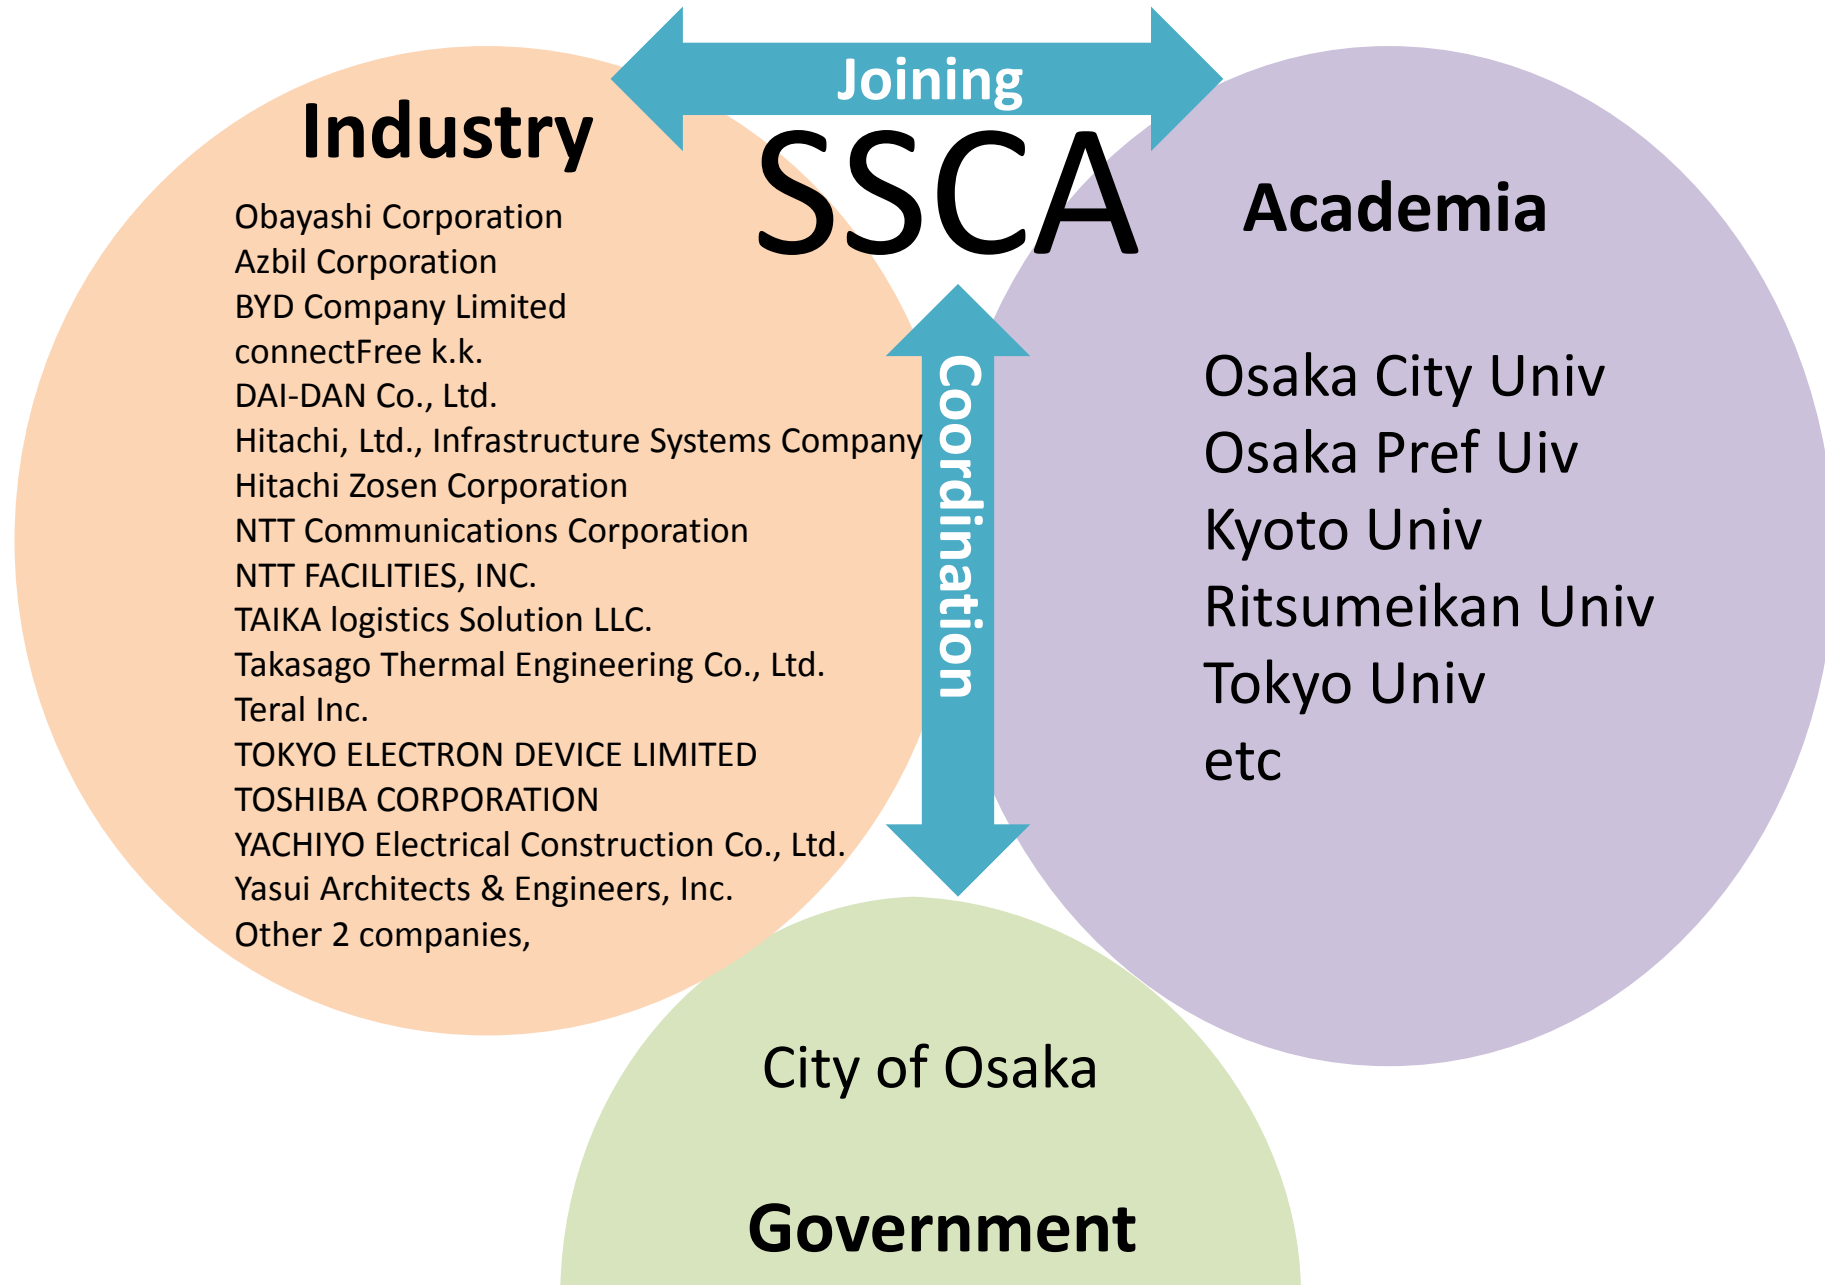 Joining
SSCA
Industry
Obayashi Corporation
Azbil Corporation
BYD Company Limited
connectFree k.k.
DAI-DAN Co., Ltd.
Hitachi, Ltd., Infrastructure Systems Company
Hitachi Zosen Corporation
NTT Communications Corporation
NTT FACILITIES, INC.
TAIKA logistics Solution LLC.
Takasago Thermal Engineering Co., Ltd.
Teral Inc.
TOKYO ELECTRON DEVICE LIMITED
TOSHIBA CORPORATION
YACHIYO Electrical Construction Co., Ltd.
Yasui Architects & Engineers, Inc.
Other 2 companies,
Coordination
Academia
Osaka City Univ
Osaka Pref Uiv
Kyoto Univ
Ritsumeikan Univ
Tokyo Univ
etc
City of Osaka
Government